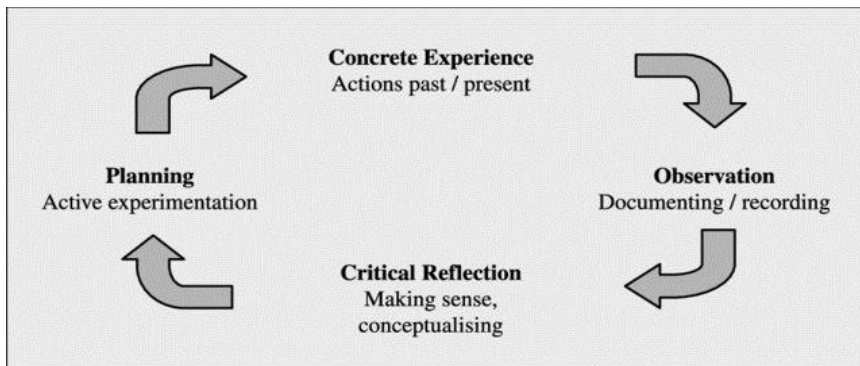 Concrete Experience
Actions past / present
Planning
Active experimentation
Observation
Documenting / recording
Critical Reflection
Making sense,
conceptualising